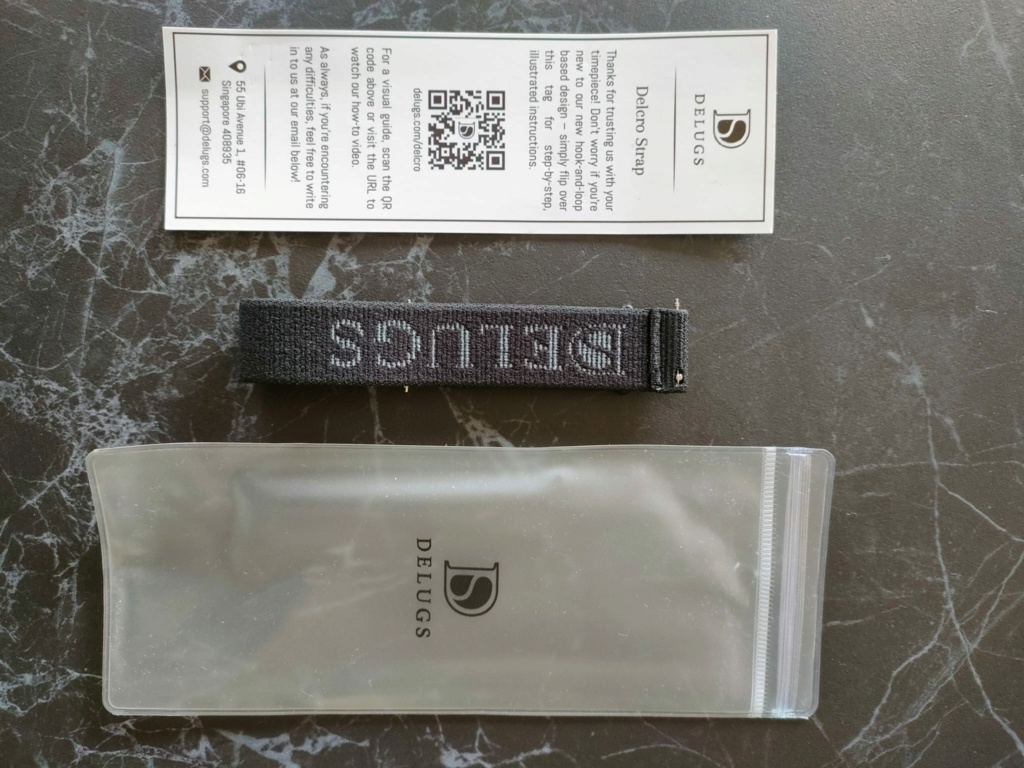 DELUGS
Delcro Strap
Thanks for trusting us with your
timepiece! Don't worry if you're
new to our new hook-and-loop
based design – simply flip over
this tag for step-by-step,
illustrated instructions.
delugs.com/delcro
For a visual guide, scan the QR
code above or visit the URL to
watch our how-to video.
As always, if you're encountering
any difficulties, feel free to write
in to us at our email below!
55 Ubi Avenue 1, #06-16
Singapore 408935
support@delugs.com
DELUGS
DELUGS